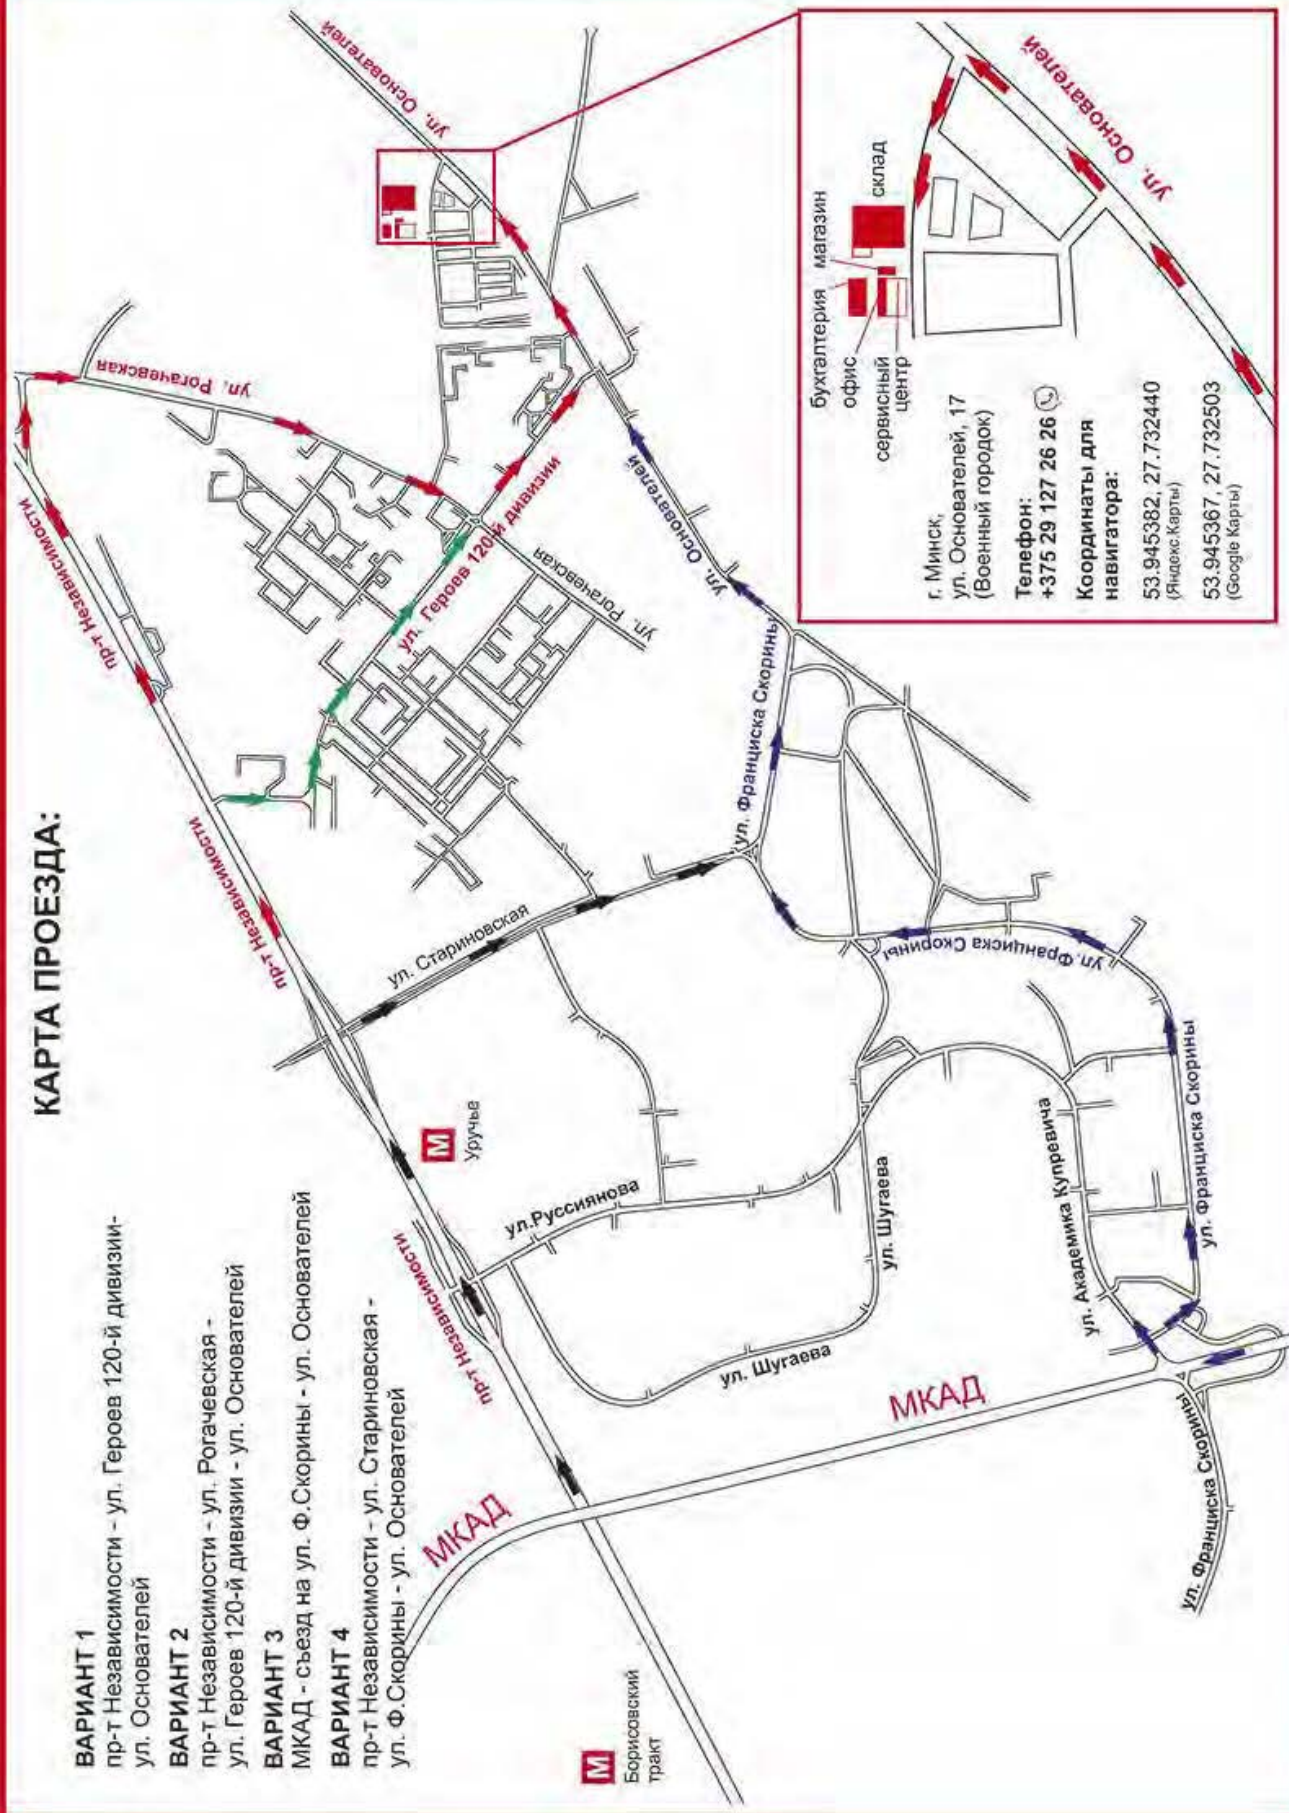 КАРТА ПРОЕЗДА:
ВАРИАНТ 1
пр-т Независимости - ул. Героев 120-й дивизии-
ул. Основателей
ВАРИАНТ 2
пр-т Независимости - ул. Рогачевская -
ул. Героев 120-й дивизии - ул. Основателей
ВАРИАНТ 3
МКАД - съезд на ул. Ф.Скорины - ул. Основателей
ВАРИАНТ 4
пр-т Независимости - ул. Стариновская -
ул. Ф.Скорины - ул. Основателей
М
Борисовский
тракт
МКАД
МКАД
пр-т Независимости
М
Уручье
пр-т Независимости
пр-т Независимости
ул. Рогачевская
ул. Рогачевская
ул. Героев 120-й дивизии
ул. Стариновская
ул.Руссиянова
ул. Шугаева
ул. Шугаева
ул. Академика Купревича
ул. Франциска Скорины
ул. Франциска Скорины
ул. Франциска Скорины
ул. Франциска Скорины
ул. Основателей
ул. Основателей
бухгалтерия
магазин
офис
склад
сервисный
центр
ул. Основателей
г. Минск,
ул. Основателей, 17
(Военный городок)
Телефон:
+375 29 127 26 26
Координаты для
навигатора:
53.945382, 27.732440
(Яндекс.Карты)
53.945367, 27.732503
(Google Карты)